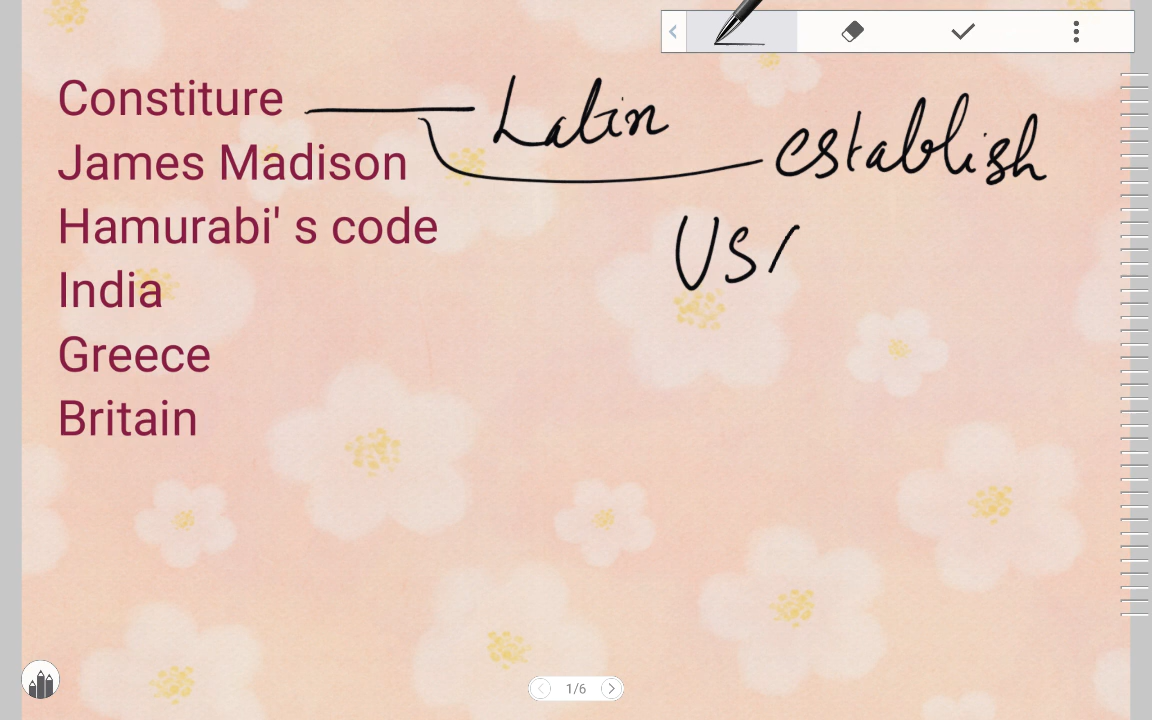 Constiture
Latin
establish
James Madison
Hamurabi' s code
US
India
Greece
Britain
1/6